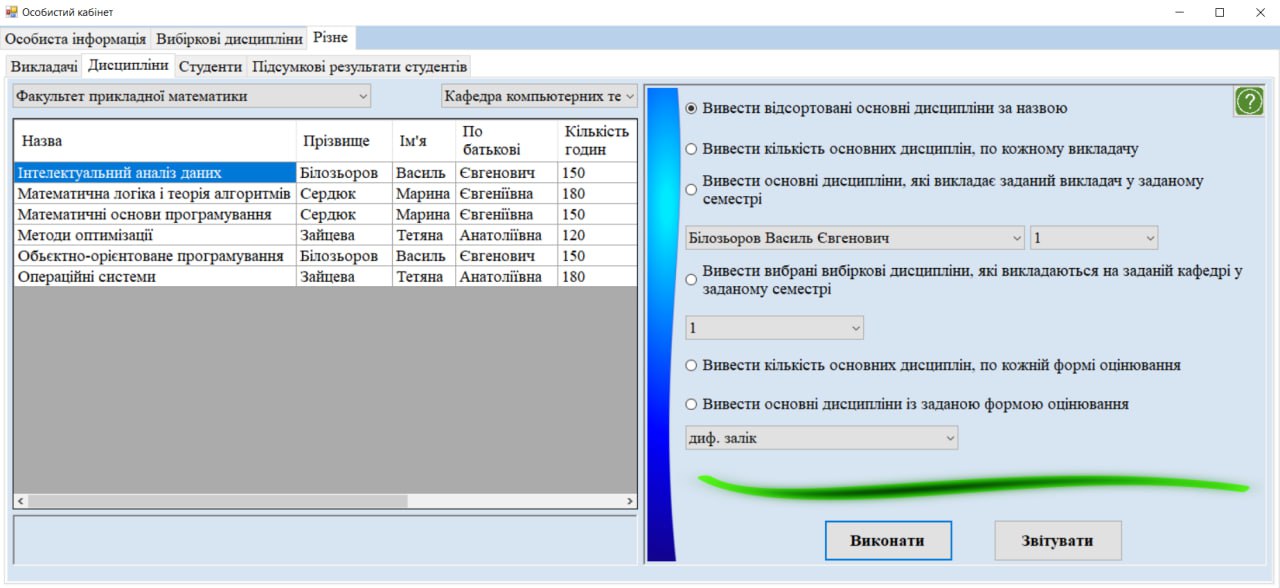 Особистий кабінет
Особиста інформація Вибіркові дисципліни Різне
Викладачі Дисципліни Студенти Підсумкові результати студентів
Факультет прикладної математики Кафедра компьютерних те
Назва Прізвище Ім'я По батькові Кількість годин
Інтелектуальний аналіз даних Білозьоров Василь Євгенович 150
Математична логіка і теорія алгоритмів Сердюк Марина Євгеніївна 180
Математичні основи програмування Сердюк Марина Євгеніївна 150
Методи оптимізації Зайцева Тетяна Анатоліївна 120
Обьєктно-орієнтоване програмування Білозьоров Василь Євгенович 150
Операційні системи Зайцева Тетяна Анатоліївна 180
Вивести відсортовані основні дисципліни за назвою
?
Вивести кількість основних дисциплін, по кожному викладачу
Вивести основні дисципліни, які викладає заданий викладач у заданому
семестрі
Білозьоров Василь Євгенович 1
Вивести вибрані вибіркові дисципліни, які викладаються на заданій кафедрі у
заданому семестрі
1
Вивести кількість основних дисциплін, по кожній формі оцінювання
Вивести основні дисципліни із заданою формою оцінювання
диф. залік
Виконати Звітувати